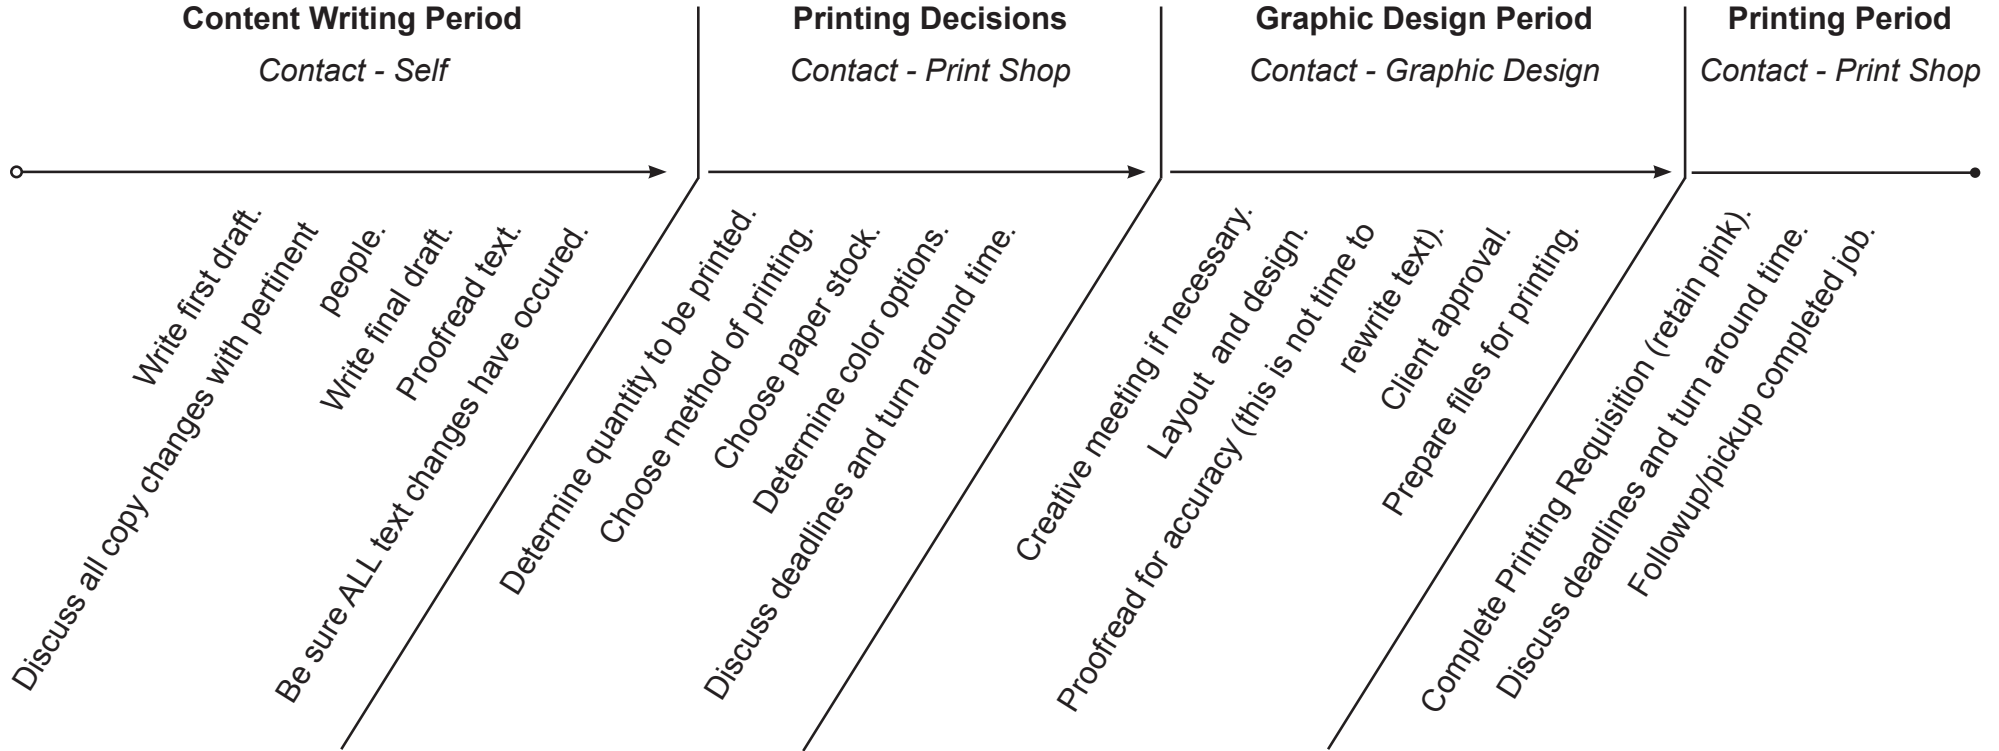 Content Writing Period
Contact - Self
Write first draft.
Discuss all copy changes with pertinent
people.
Write final draft.
Proofread text.
Be sure ALL text changes have occured.
Printing Decisions
Contact - Print Shop
Determine quantity to be printed.
Choose method of printing.
Choose paper stock.
Determine color options.
Discuss deadlines and turn around time.
Graphic Design Period
Contact - Graphic Design
Creative meeting if necessary.
Layout  and design.
Proofread for accuracy (this is not time to
rewrite text).
Client approval.
Prepare files for printing.
Printing Period
Contact - Print Shop
Complete Printing Requisition (retain pink).
Discuss deadlines and turn around time.
Followup/pickup completed job.